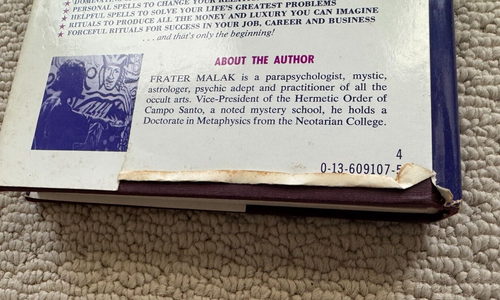 ★ PERSONAL SPELLS TO CHANGE YOUR
★ HELPFUL SPELLS TO SOLVE YOUR LIFE'S GREATEST PROBLEMS
★ RITUALS TO PRODUCE ALL THE MONEY AND LUXURY YOU CAN IMAGINE
★ FORCEFUL RITUALS FOR SUCCESS IN YOUR JOB, CAREER AND BUSINESS
. . . and that's only the beginning!
ABOUT THE AUTHOR
FRATER MALAK is a parapsychologist, mystic,
astrologer, psychic adept and practitioner of all the
occult arts. Vice-President of the Hermetic Order of
Campo Santo, a noted mystery school, he holds a
Doctorate in Metaphysics from the Neotarian College.
4
0-13-609107-5